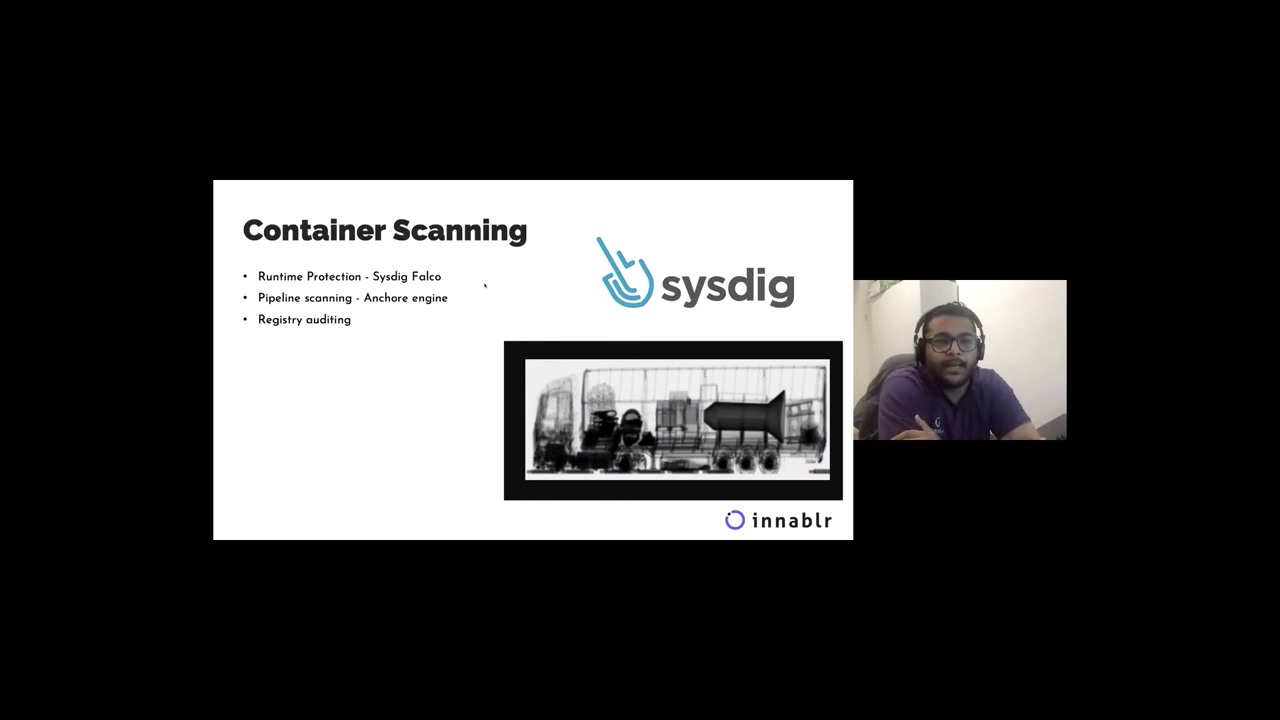 Container Scanning
• Runtime Protection - Sysdig Falco
• Pipeline scanning - Anchore engine
• Registry auditing
sysdig
innablr